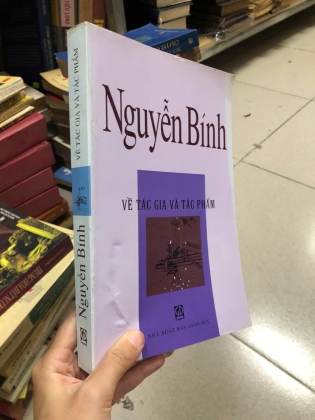 Nguyễn Bính
VỀ TÁC GIA VÀ TÁC PHẨM
NHÀ XUẤT BẢN GIÁO DỤC
VỀ TÁC GIA VÀ TÁC PHẨM
Nguyễn Bính